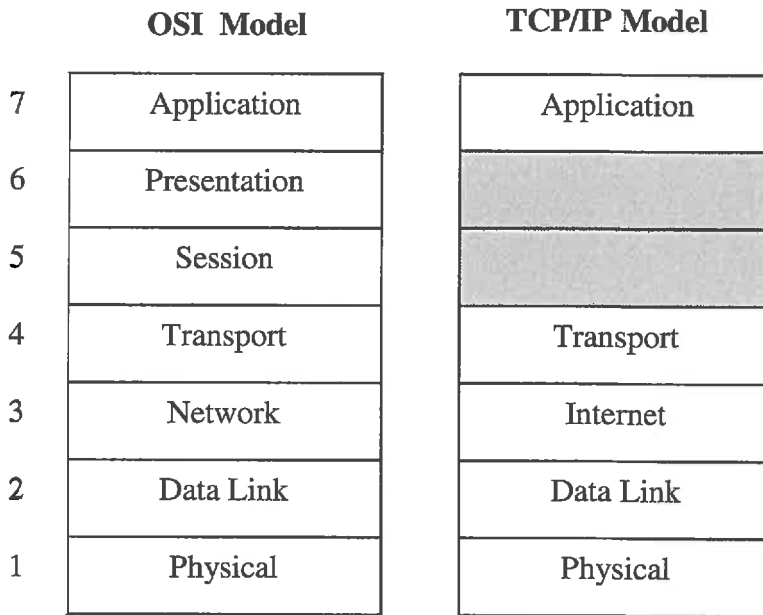 OSI Model TCP/IP Model
7 Application Application
6 Presentation
5 Session
4 Transport Transport
3 Network Internet
2 Data Link Data Link
1 Physical Physical